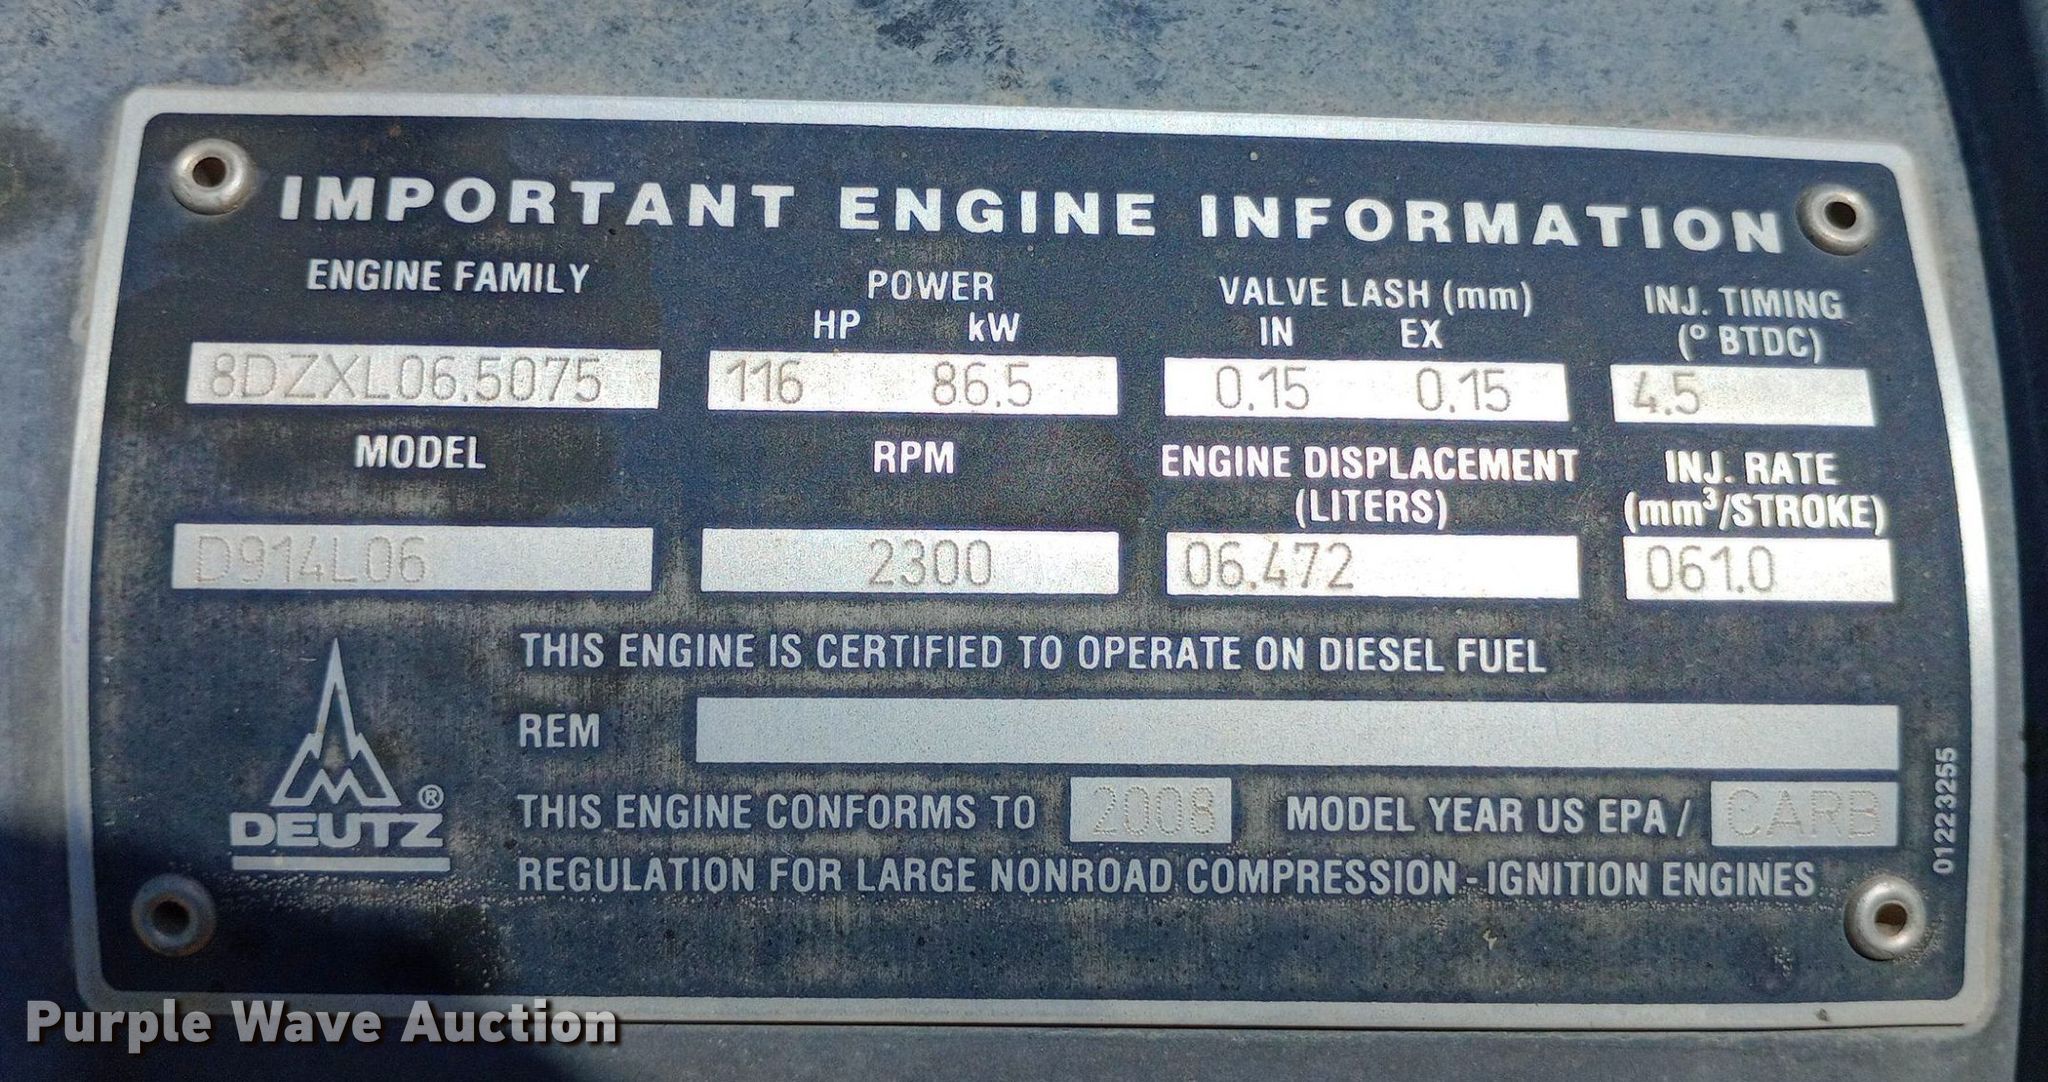 IMPORTANT ENGINE INFORMATION
ENGINE FAMILY
POWER
HP kW
VALVE LASH (mm)
IN EX
INJ. TIMING
(° BTDC)
8DZXL06.5075
116 86.5
0.15 0.15
4.5
MODEL
RPM
ENGINE DISPLACEMENT
(LITERS)
INJ. RATE
(mm³/STROKE)
D914L06
2300
06.472
061.0
THIS ENGINE IS CERTIFIED TO OPERATE ON DIESEL FUEL
REM
THIS ENGINE CONFORMS TO 2008 MODEL YEAR US EPA / CARB
REGULATION FOR LARGE NONROAD COMPRESSION - IGNITION ENGINES
DEUTZ ®
01223255
Purple Wave Auction